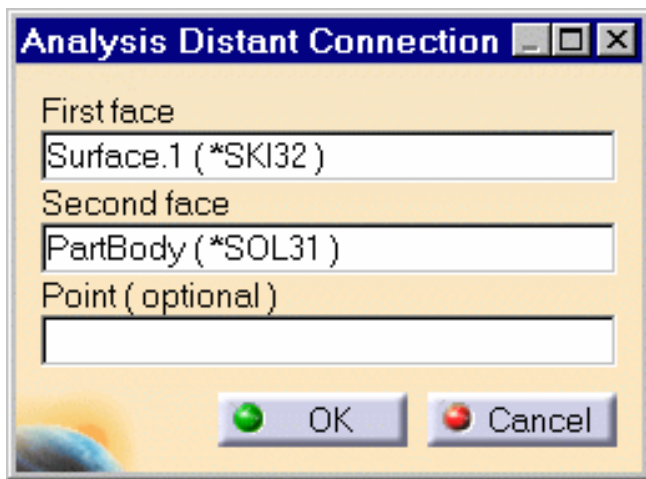 Analysis Distant Connection
First face
Surface.1 ( *SKI32 )
Second face
PartBody ( *SOL31 )
Point ( optional )
OK Cancel